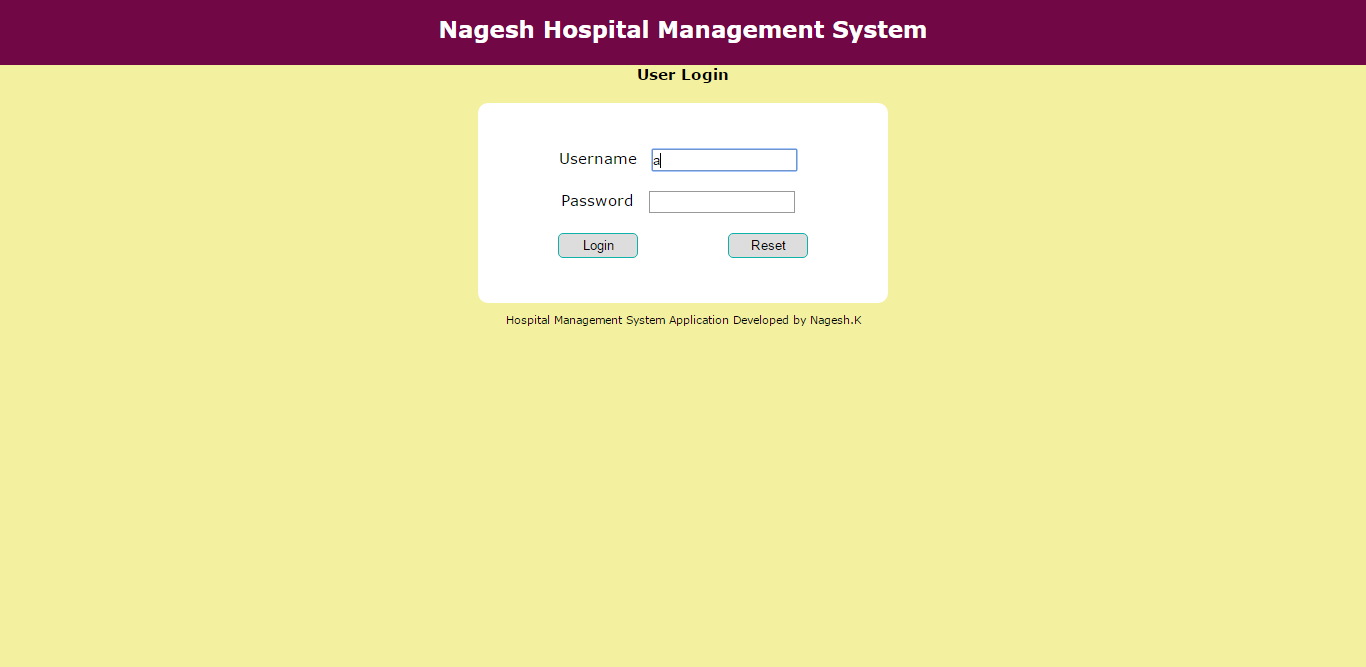 Nagesh Hospital Management System
User Login
Username a
Password
Login Reset
Hospital Management System Application Developed by Nagesh.K